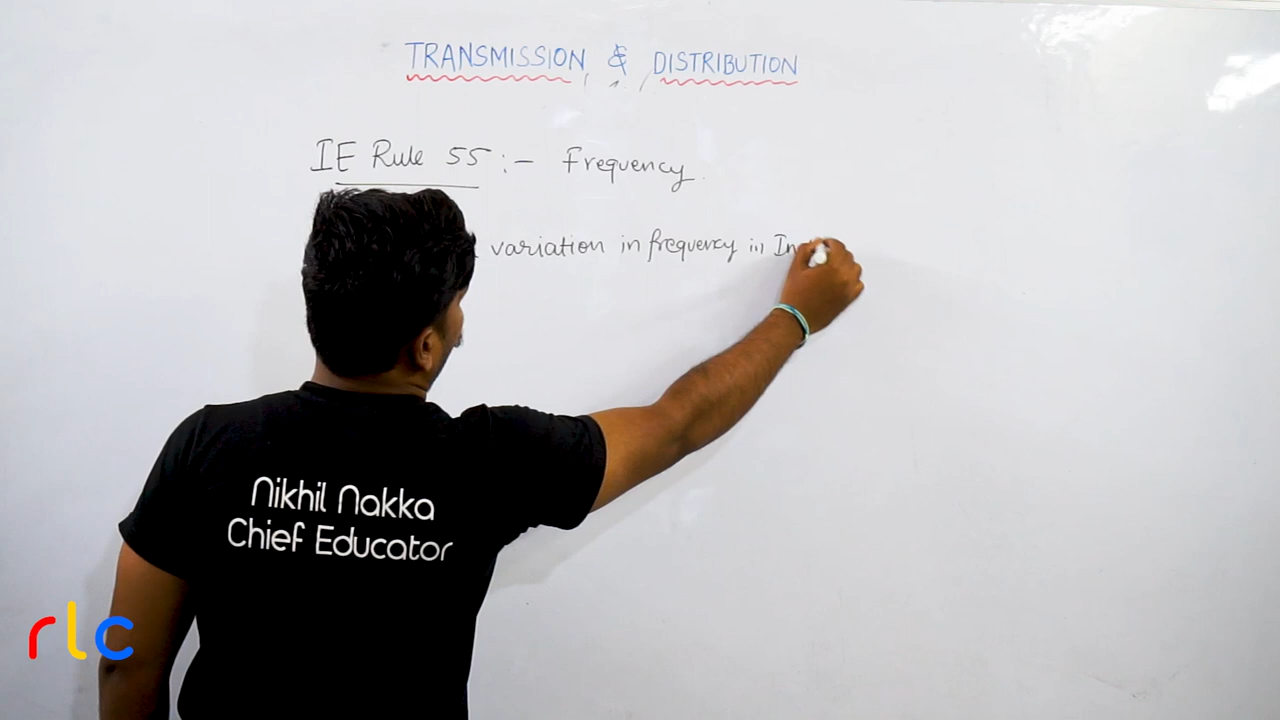 TRANSMISSION & DISTRIBUTION
IE Rule 55 :- Frequency.
variation in frequency in In
Nikhil Nakka
Chief Educator
rlc